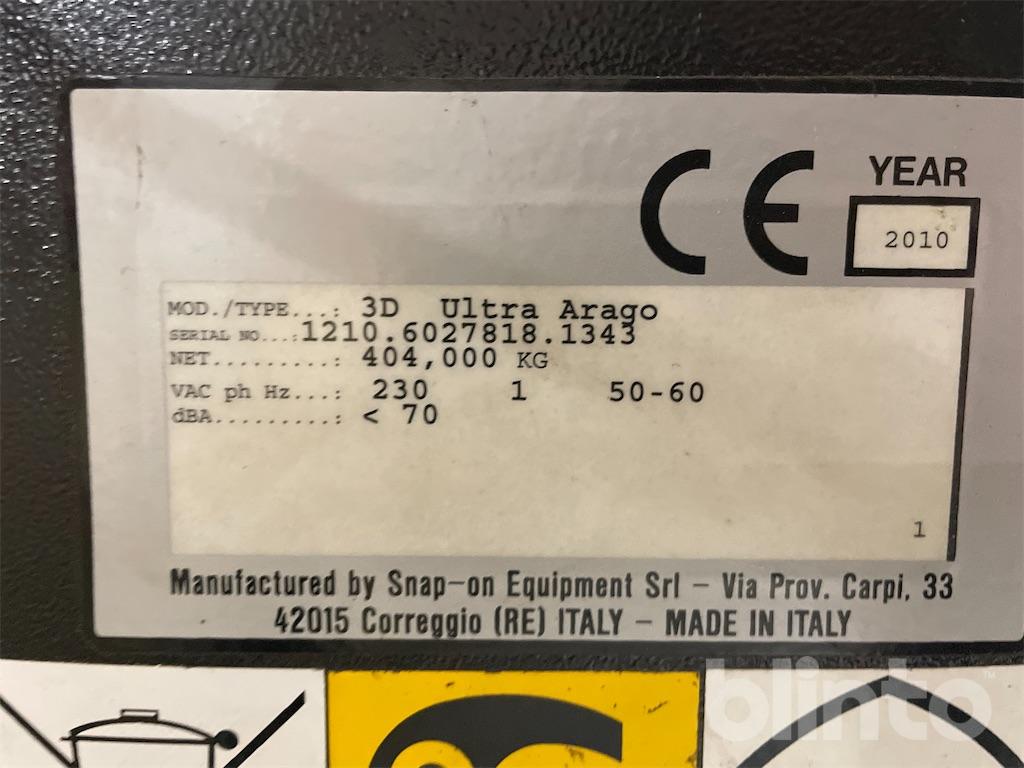 CE YEAR
2010
MOD./TYPE...: 3D Ultra Arago
SERIAL NO...:1210.6027818.1343
NET.........: 404,000 KG
VAC ph Hz...: 230 1 50-60
dBA.........: < 70
1
Manufactured by Snap-on Equipment Srl – Via Prov. Carpi, 33
42015 Correggio (RE) ITALY – MADE IN ITALY
blinto™